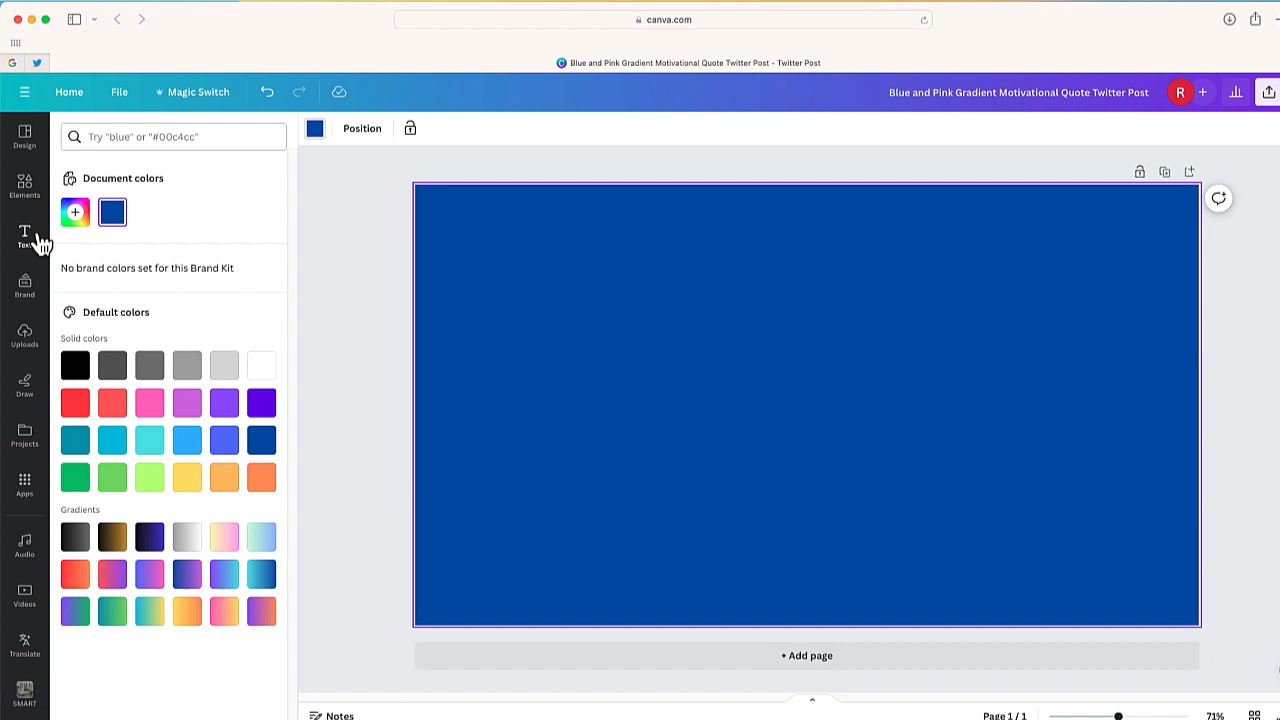 canva.com
Blue and Pink Gradient Motivational Quote Twitter Post - Twitter Post
Home File Magic Switch
Blue and Pink Gradient Motivational Quote Twitter Post
R
Design
Elements
Text
Brand
Uploads
Draw
Projects
Apps
Audio
Videos
Translate
SMART
Try "blue" or "#00c4cc"
Position
Document colors
No brand colors set for this Brand Kit
Default colors
Solid colors
Gradients
+ Add page
Notes
Page 1 / 1
71%